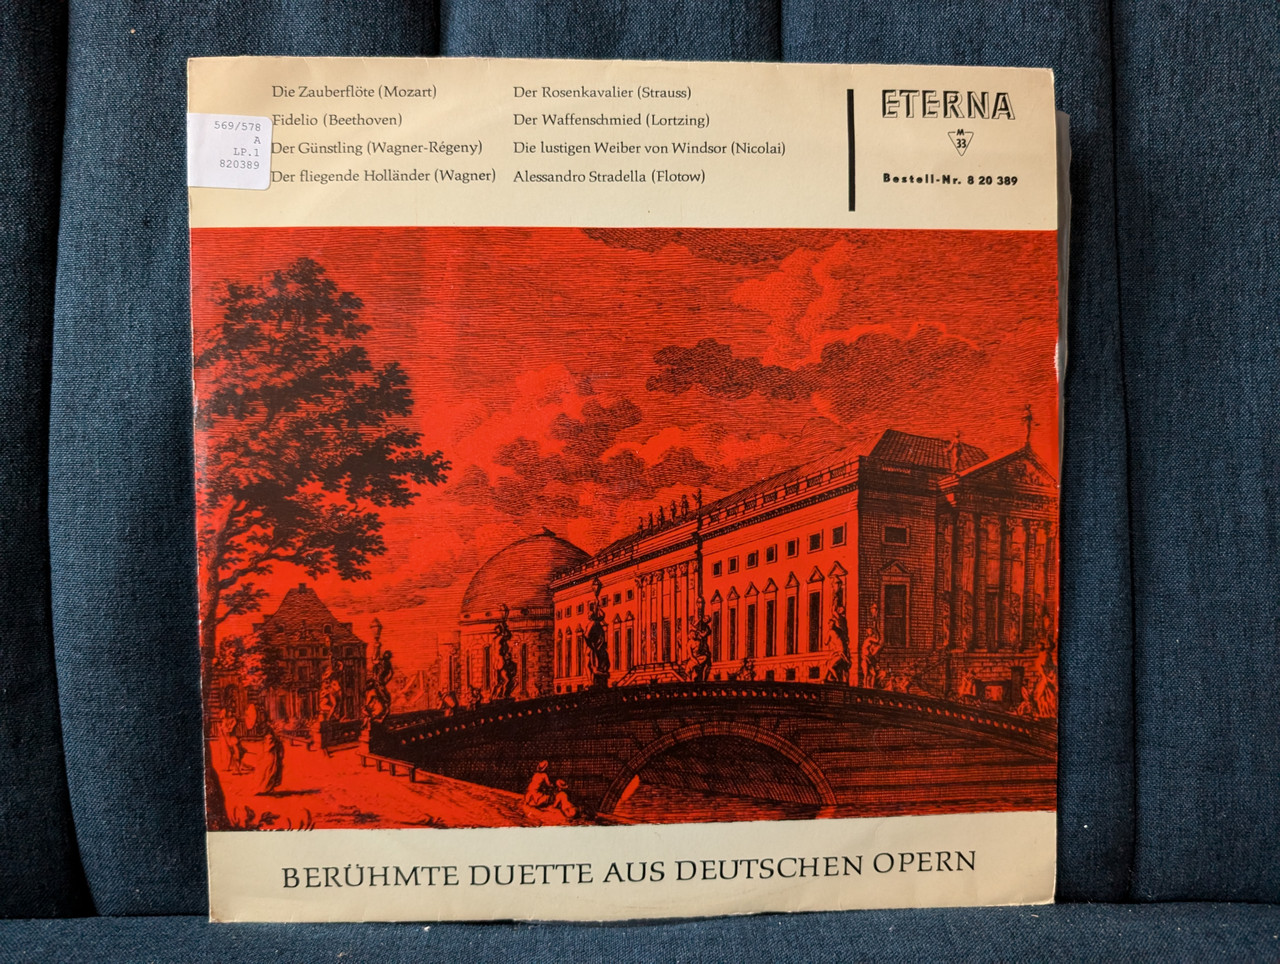 Die Zauberflöte (Mozart)
Fidelio (Beethoven)
Der Günstling (Wagner-Régeny)
Der fliegende Holländer (Wagner)
Der Rosenkavalier (Strauss)
Der Waffenschmied (Lortzing)
Die lustigen Weiber von Windsor (Nicolai)
Alessandro Stradella (Flotow)
ETERNA
M
33
Bestell-Nr. 8 20 389
569/578
A
LP.1
820389
BERÜHMTE DUETTE AUS DEUTSCHEN OPERN